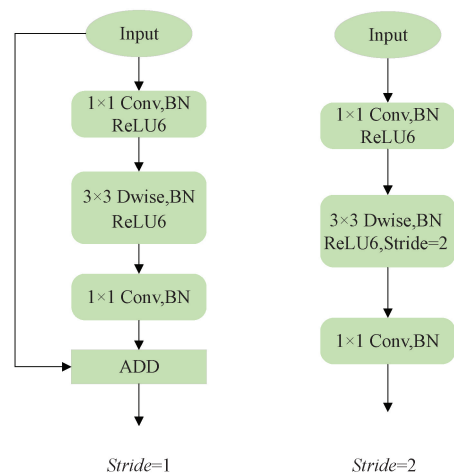 Input
1×1 Conv,BN
ReLU6
3×3 Dwise,BN
ReLU6
1×1 Conv,BN
ADD
Stride=1
Input
1×1 Conv,BN
ReLU6
3×3 Dwise,BN
ReLU6,Stride=2
1×1 Conv,BN
Stride=2